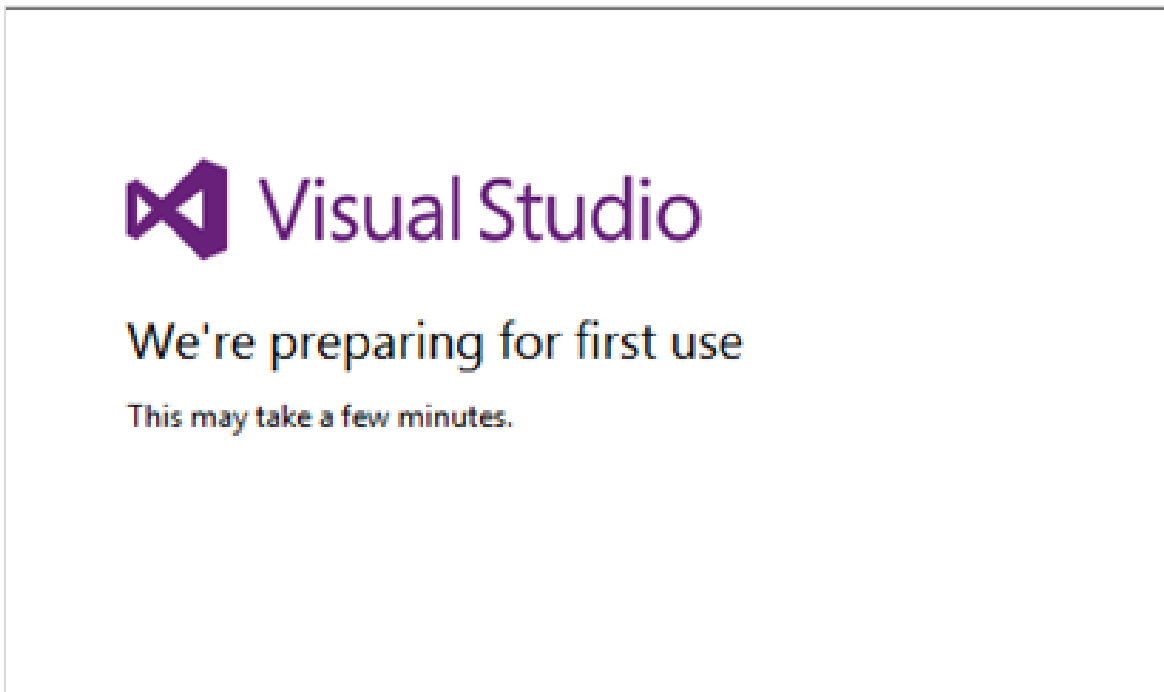 Visual Studio
We're preparing for first use
This may take a few minutes.